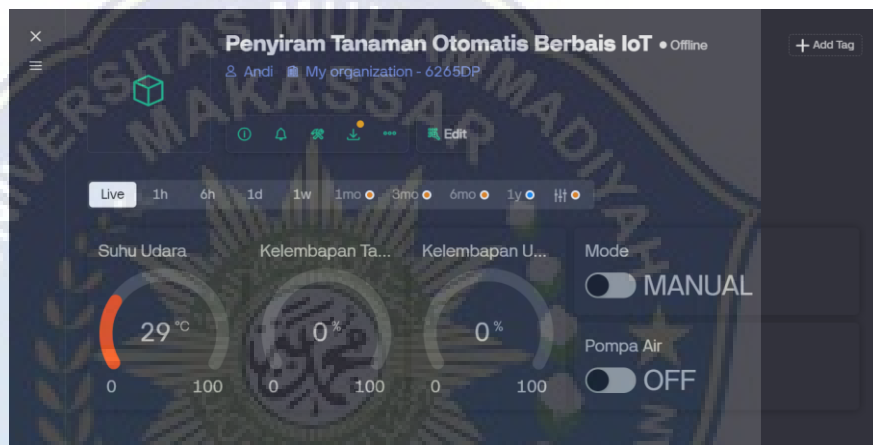 Penyiram Tanaman Otomatis Berbais IoT • Offline
+ Add Tag
Andi My organization - 6265DP
Edit
Live 1h 6h 1d 1w 1mo 3mo 6mo 1y
Suhu Udara
29 °C
0 100
Kelembapan Ta...
0 %
0 100
Kelembapan U...
0 %
0 100
Mode
MANUAL
Pompa Air
OFF